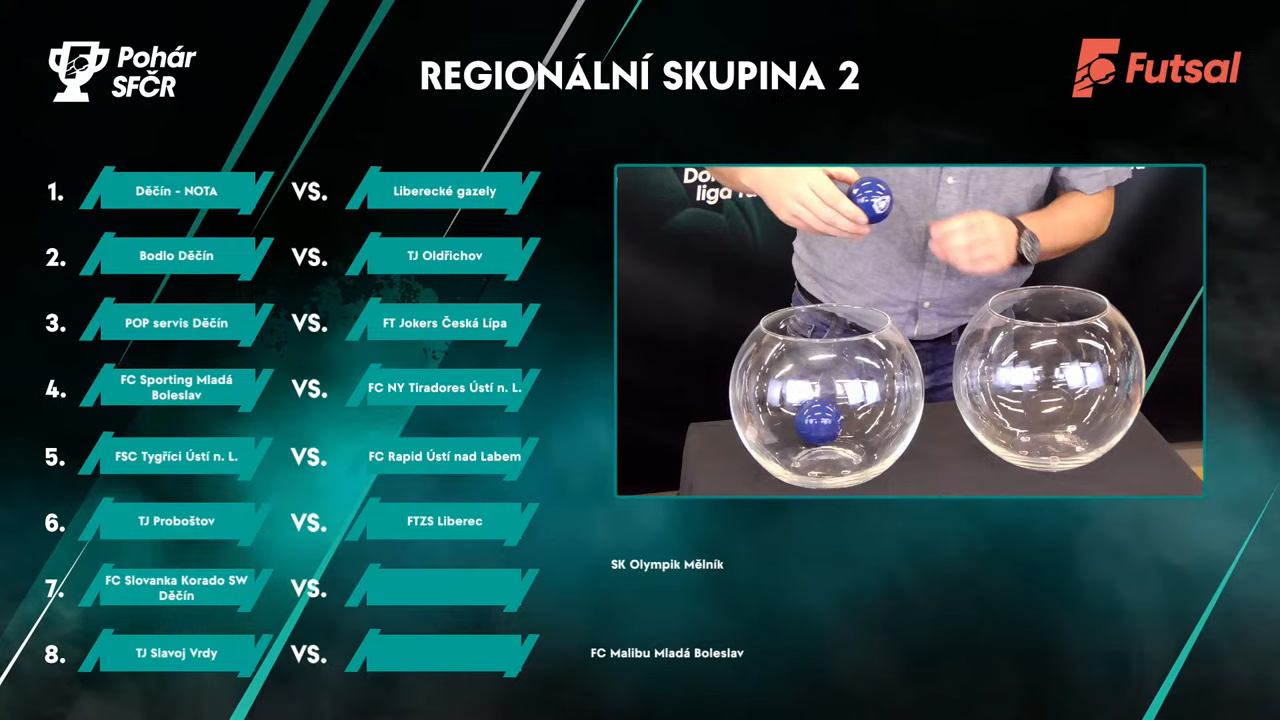 Pohár
SFČR
REGIONÁLNÍ SKUPINA 2
Futsal
1. Děčín - NOTA VS. Liberecké gazely
2. Bodlo Děčín VS. TJ Oldřichov
3. POP servis Děčín VS. FT Jokers Česká Lípa
4. FC Sporting Mladá
Boleslav VS. FC NY Tiradores Ústí n. L.
5. FSC Tygříci Ústí n. L. VS. FC Rapid Ústí nad Labem
6. TJ Proboštov VS. FTZS Liberec
7. FC Slovanka Korado SW
Děčín VS.
8. TJ Slavoj Vrdy VS.
liga
SK Olympik Mělník
FC Malibu Mladá Boleslav